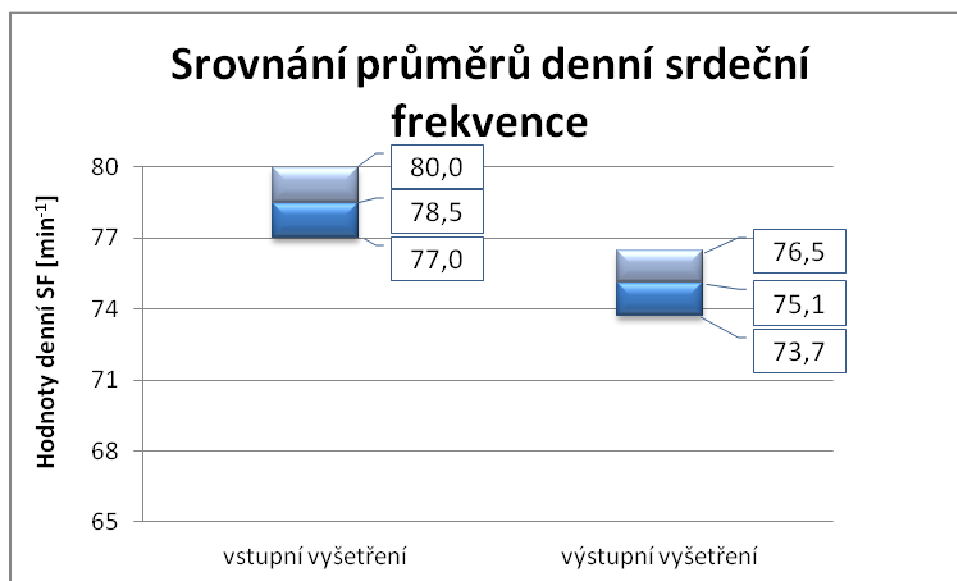 Srovnání průměrů denní srdeční
frekvence
Hodnoty denní SF [min⁻¹]
80
77
74
71
68
65
80,0
78,5
77,0
76,5
75,1
73,7
vstupní vyšetření
výstupní vyšetření